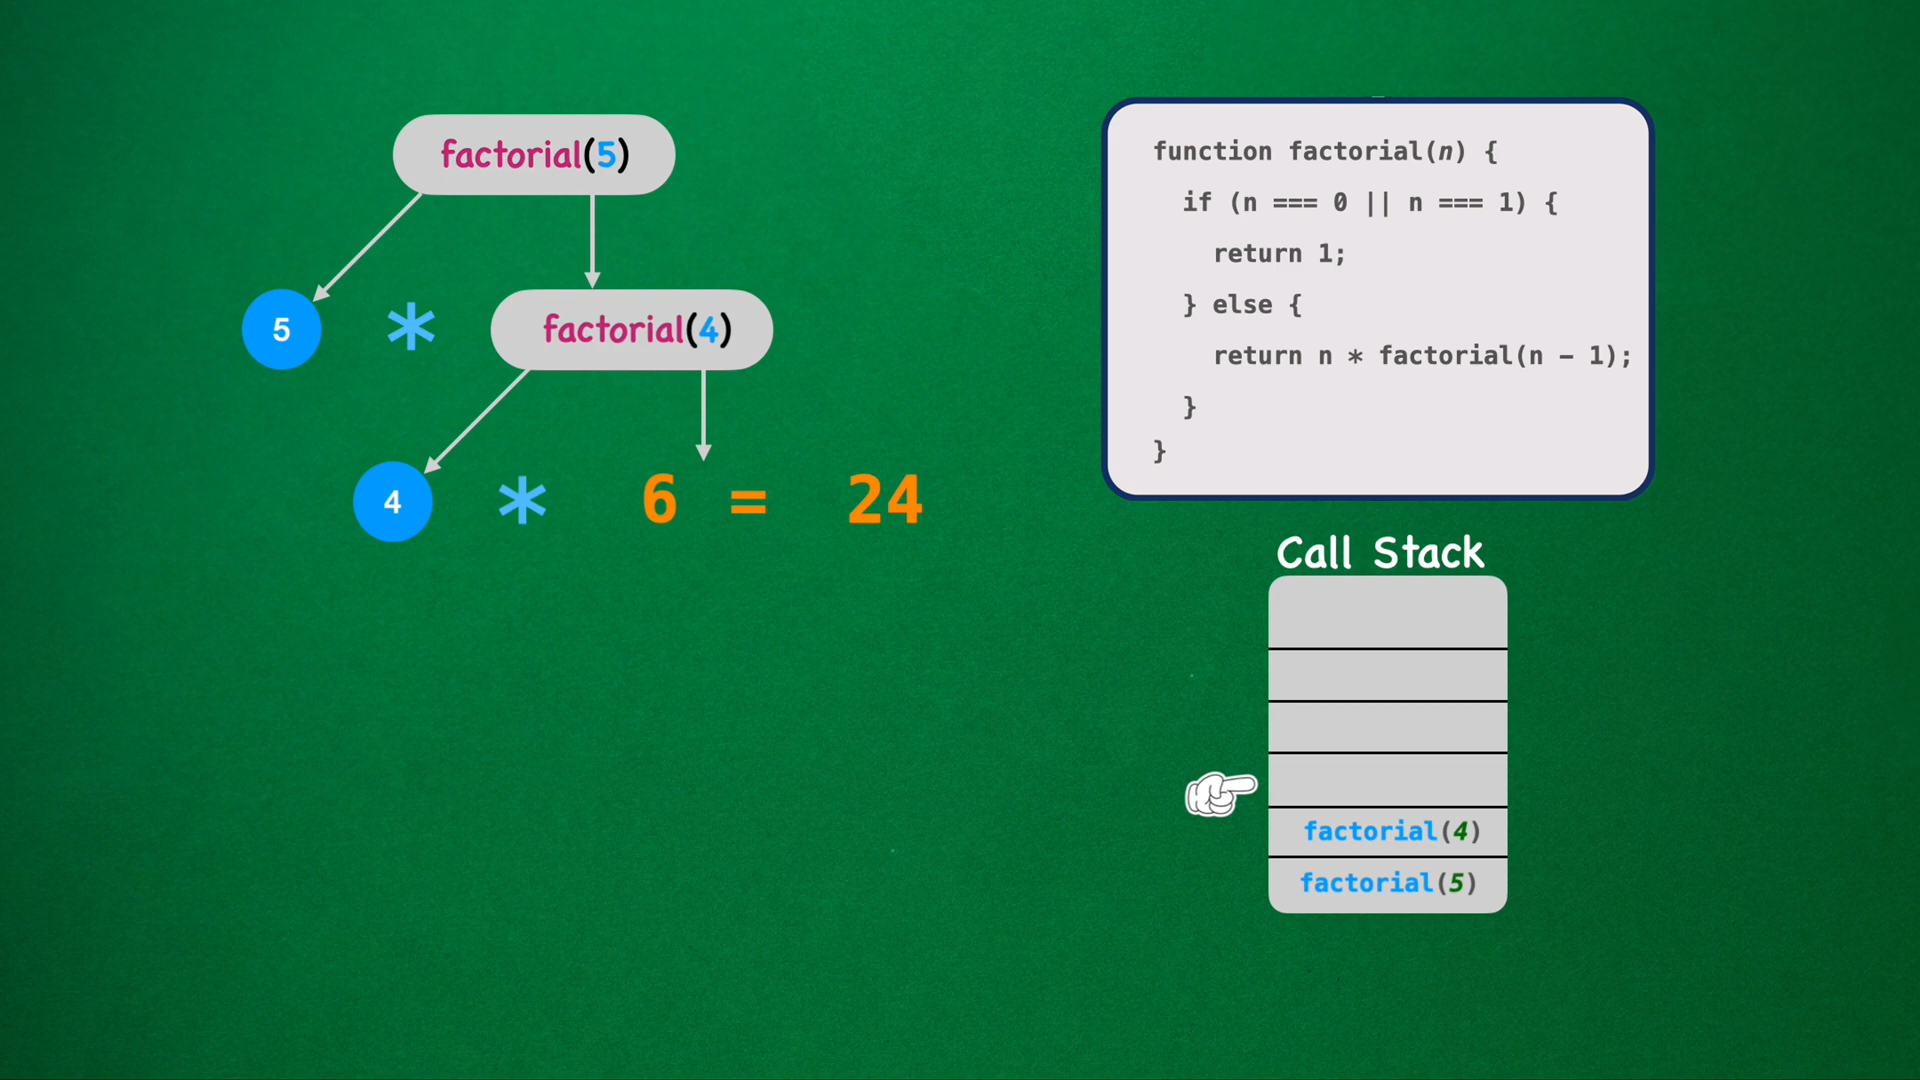 factorial(5)
5 * factorial(4)
4 * 6 = 24
function factorial(n) {
if (n === 0 || n === 1) {
return 1;
} else {
return n * factorial(n − 1);
}
}
Call Stack
factorial(4)
factorial(5)